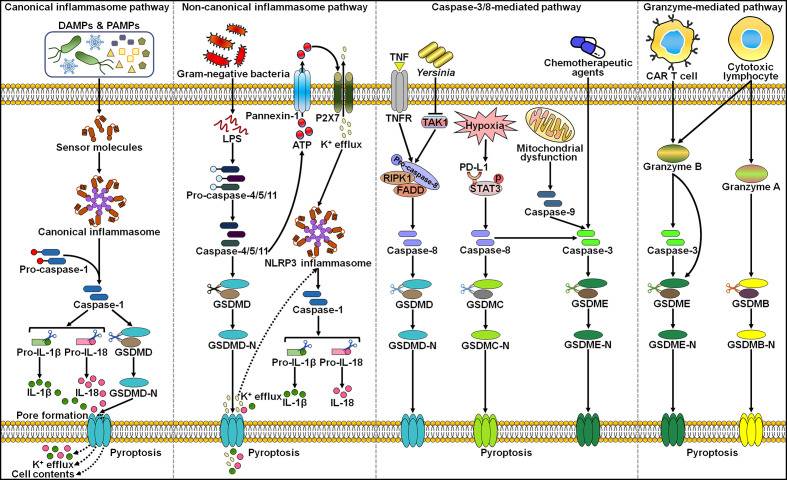 Canonical inflammasome pathway
DAMPs & PAMPs
Sensor molecules
Canonical inflammasome
Pro-caspase-1
Caspase-1
Pro-IL-1β
Pro-IL-18
GSDMD
IL-1β
IL-18
GSDMD-N
Pore formation
K+ efflux
Cell contents
Pyroptosis
Non-canonical inflammasome pathway
Gram-negative bacteria
Pannexin-1
P2X7
LPS
ATP
K+ efflux
Pro-caspase-4/5/11
Caspase-4/5/11
NLRP3 inflammasome
GSDMD
Caspase-1
GSDMD-N
Pro-IL-1β
Pro-IL-18
K+ efflux
IL-1β
IL-18
Pyroptosis
Caspase-3/8-mediated pathway
TNF
Yersinia
Chemotherapeutic
agents
TNFR
TAK1
Hypoxia
Mitochondrial
dysfunction
Pro-caspase-8
RIPK1
FADD
PD-L1
P
STAT3
Caspase-9
Caspase-8
Caspase-8
Caspase-3
GSDMD
GSDMC
GSDME
GSDMD-N
GSDMC-N
GSDME-N
Pyroptosis
Granzyme-mediated pathway
CAR T cell
Cytotoxic
lymphocyte
Granzyme B
Granzyme A
Caspase-3
GSDME
GSDMB
GSDME-N
GSDMB-N
Pyroptosis